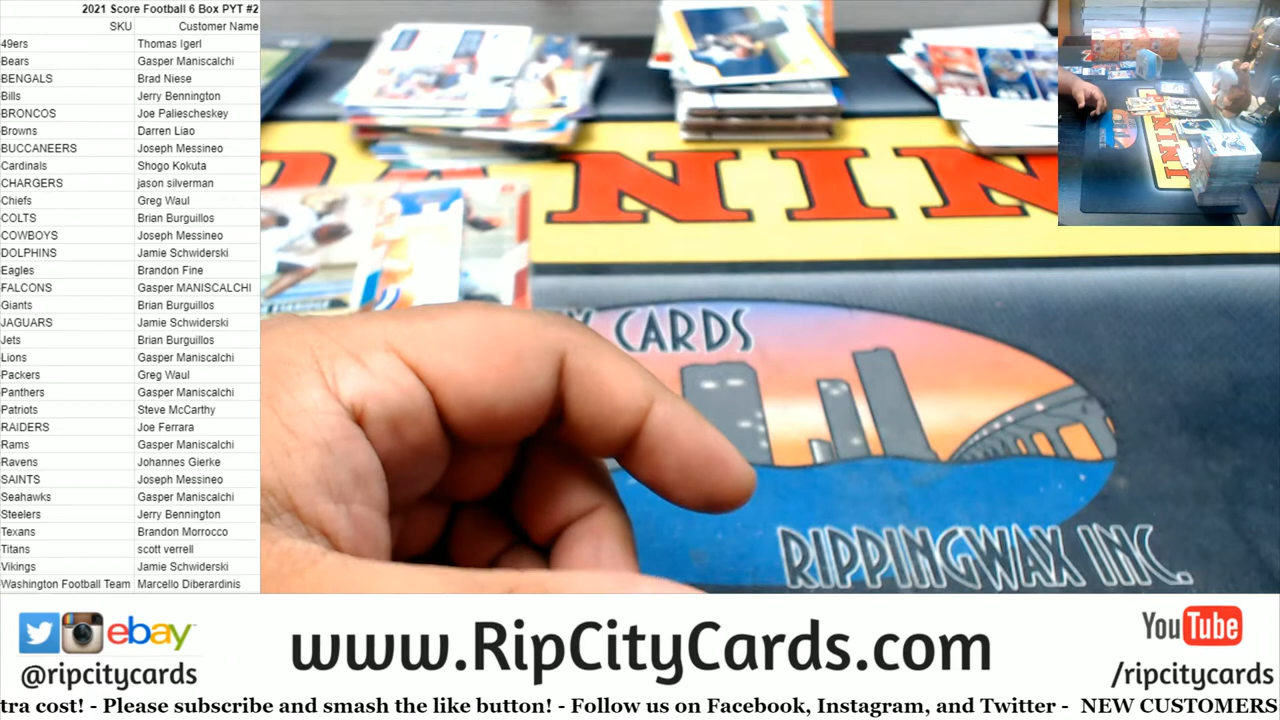 2021 Score Football 6 Box PYT #2
SKU Customer Name
49ers Thomas Igerl
Bears Gasper Maniscalchi
BENGALS Brad Niese
Bills Jerry Bennington
BRONCOS Joe Paliescheskey
Browns Darren Liao
BUCCANEERS Joseph Messineo
Cardinals Shogo Kokuta
CHARGERS jason silverman
Chiefs Greg Waul
COLTS Brian Burguillos
COWBOYS Joseph Messineo
DOLPHINS Jamie Schwiderski
Eagles Brandon Fine
FALCONS Gasper MANISCALCHI
Giants Brian Burguillos
JAGUARS Jamie Schwiderski
Jets Brian Burguillos
Lions Gasper Maniscalchi
Packers Greg Waul
Panthers Gasper Maniscalchi
Patriots Steve McCarthy
RAIDERS Joe Ferrara
Rams Gasper Maniscalchi
Ravens Johannes Gierke
SAINTS Joseph Messineo
Seahawks Gasper Maniscalchi
Steelers Jerry Bennington
Texans Brandon Morrocco
Titans scott verrell
Vikings Jamie Schwiderski
Washington Football Team Marcello Diberardinis
NIN
CARDS
RIPPINGWAX INC.
NINI
ebay
@ripcitycards
www.RipCityCards.com
YouTube
/ripcitycards
tra cost! - Please subscribe and smash the like button! - Follow us on Facebook, Instagram, and Twitter - NEW CUSTOMERS